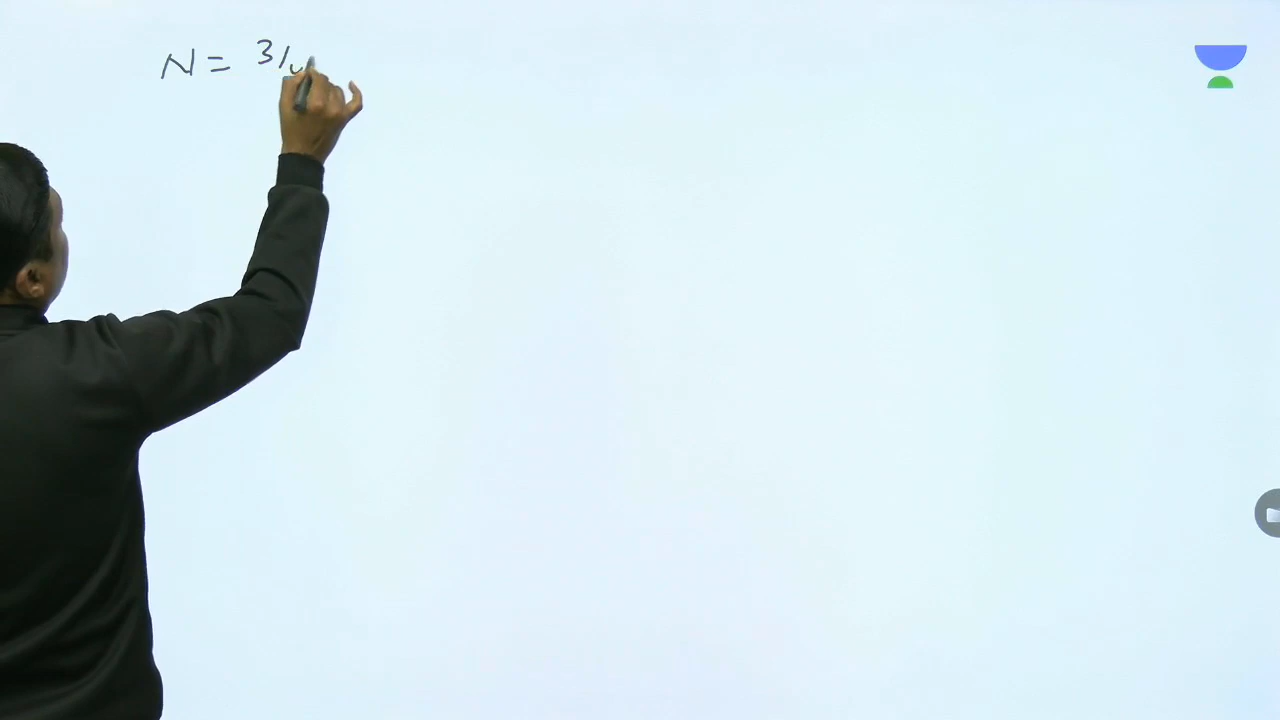 N = 3/